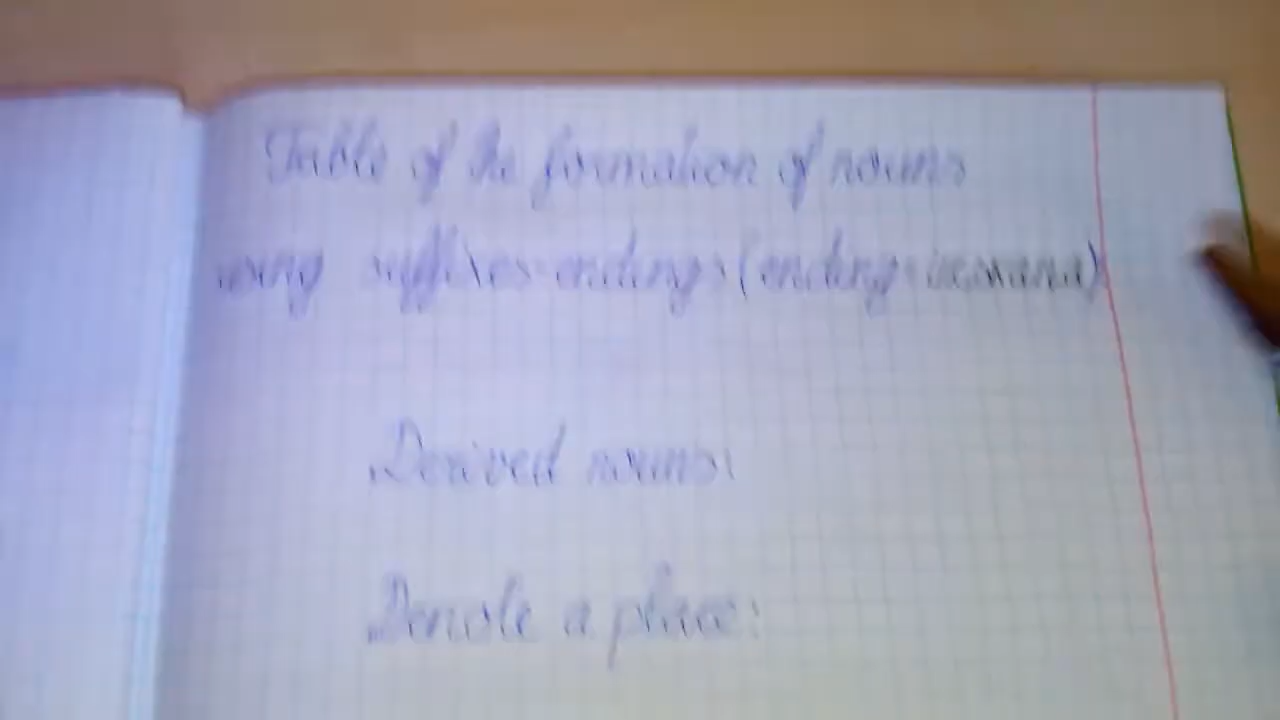 Table of the formation of nouns
using suffixes-endings (ending-
Derived nouns:
Denote a place: